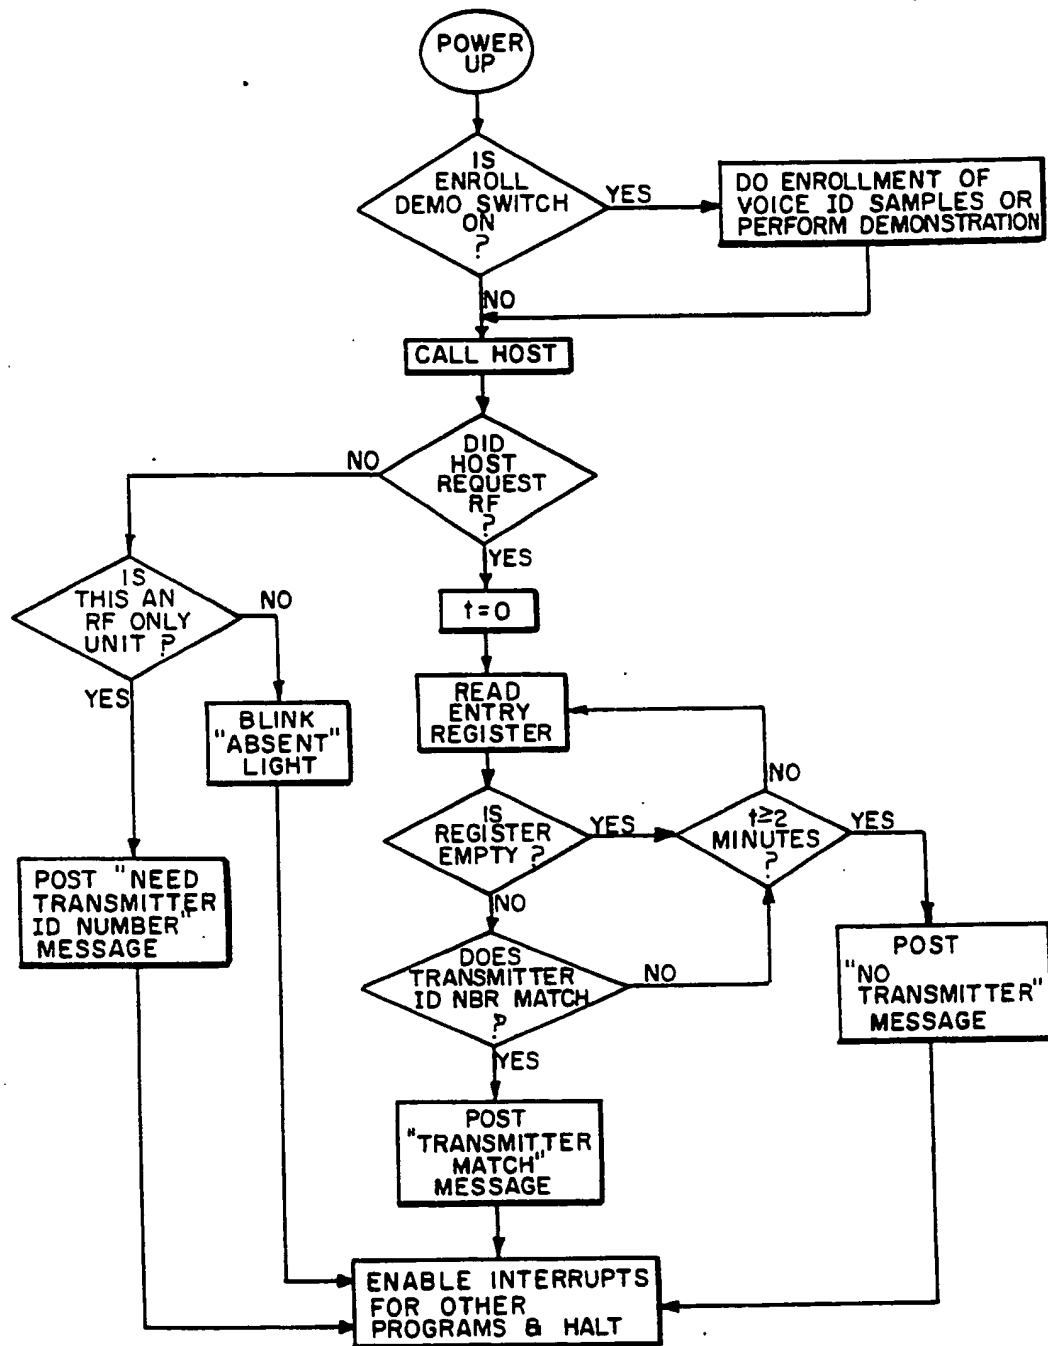 POWER
UP
IS
ENROLL
DEMO SWITCH
ON
?
YES
DO ENROLLMENT OF
VOICE ID SAMPLES OR
PERFORM DEMONSTRATION
NO
CALL HOST
DID
HOST
REQUEST
RF
?
NO
YES
IS
THIS AN
RF ONLY
UNIT ?
NO
YES
t=0
READ
ENTRY
REGISTER
BLINK
"ABSENT"
LIGHT
NO
IS
REGISTER
EMPTY ?
YES
t≥2
MINUTES
?
YES
POST "NEED
TRANSMITTER
ID NUMBER"
MESSAGE
NO
DOES
TRANSMITTER
ID NBR MATCH
?
NO
POST
"NO
TRANSMITTER"
MESSAGE
YES
POST
"TRANSMITTER
MATCH"
MESSAGE
ENABLE INTERRUPTS
FOR OTHER
PROGRAMS & HALT